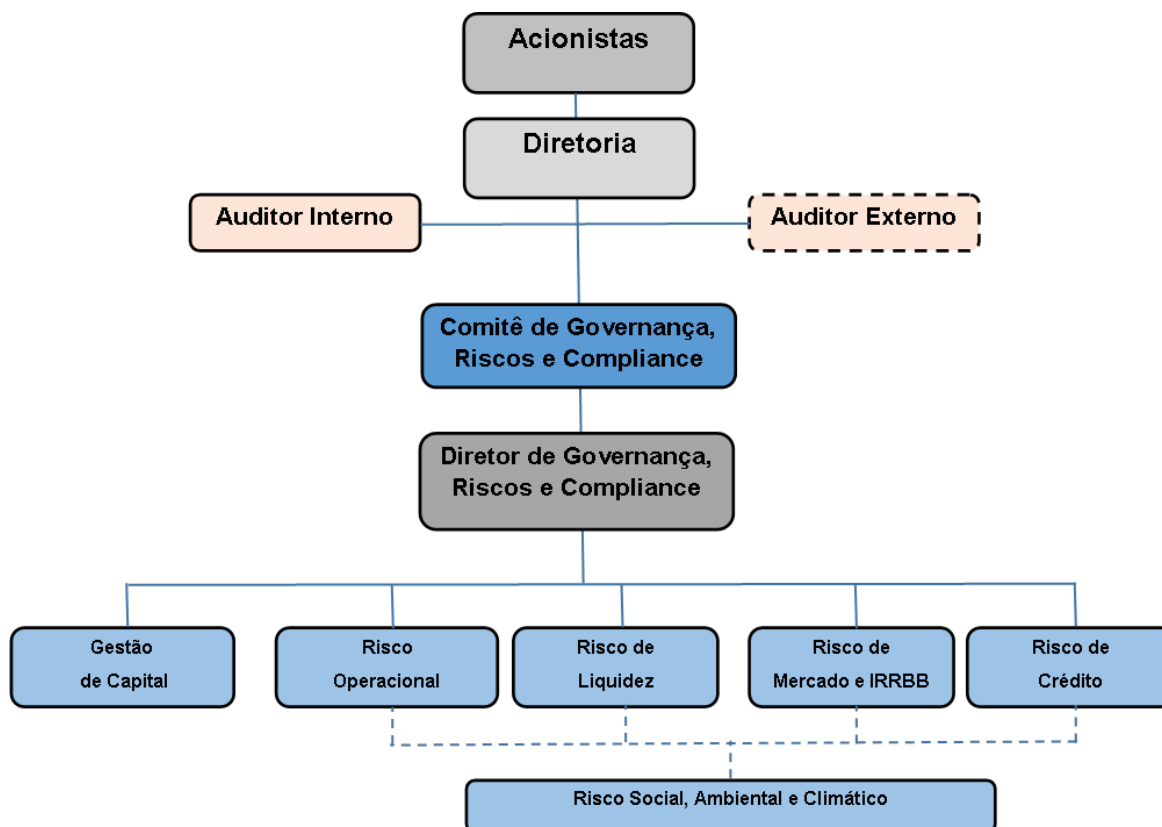 Acionistas
Diretoria
Auditor Interno
Auditor Externo
Comitê de Governança,
Riscos e Compliance
Diretor de Governança,
Riscos e Compliance
Gestão
de Capital
Risco
Operacional
Risco de
Liquidez
Risco de
Mercado e IRRBB
Risco de
Crédito
Risco Social, Ambiental e Climático